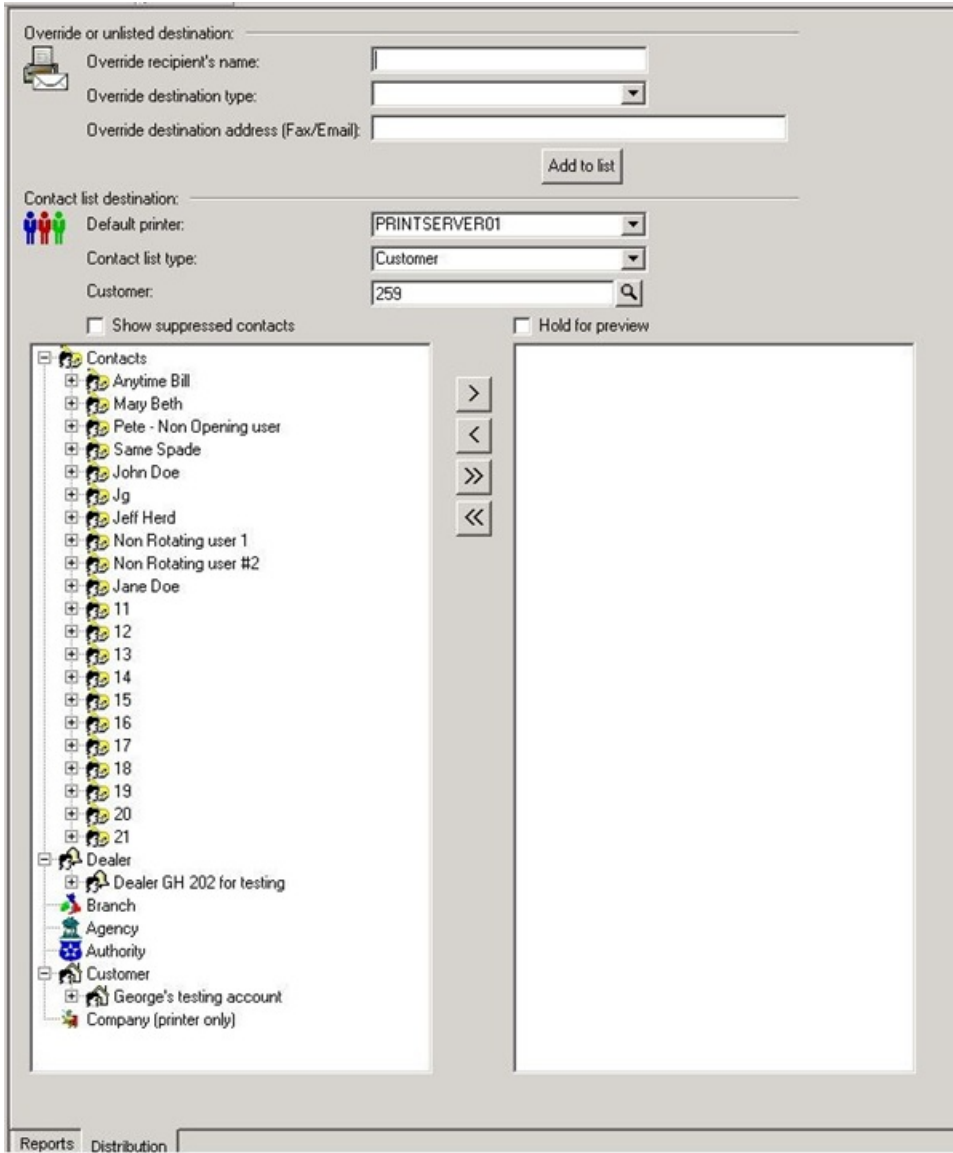 Override or unlisted destination:
Override recipient's name:
Override destination type:
Override destination address (Fax/Email):
Add to list
Contact list destination:
Default printer: PRINTSERVER01
Contact list type: Customer
Customer: 259
Show suppressed contacts
Hold for preview
Contacts
Anytime Bill
Mary Beth
Pete - Non Opening user
Same Spade
John Doe
Jg
Jeff Herd
Non Rotating user 1
Non Rotating user #2
Jane Doe
11
12
13
14
15
16
17
18
19
20
21
Dealer
Dealer GH 202 for testing
Branch
Agency
Authority
Customer
George's testing account
Company (printer only)
>
<
>>
<<
Reports Distribution